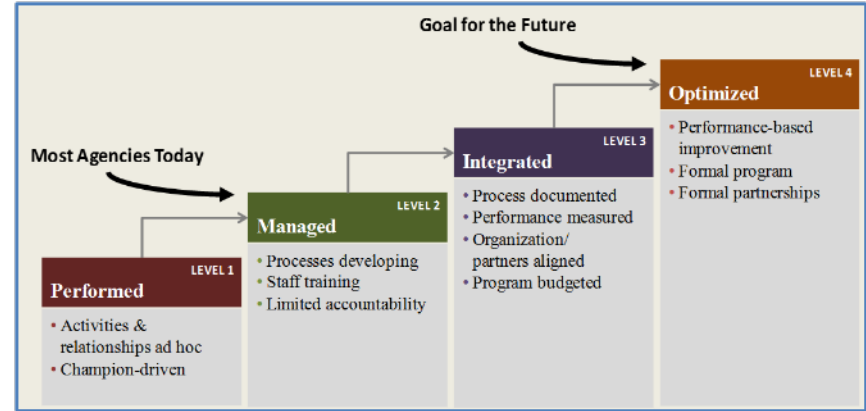 Goal for the Future
Most Agencies Today
LEVEL 1
Performed
• Activities &
relationships ad hoc
• Champion-driven
LEVEL 2
Managed
• Processes developing
• Staff training
• Limited accountability
LEVEL 3
Integrated
• Process documented
• Performance measured
• Organization/
partners aligned
• Program budgeted
LEVEL 4
Optimized
• Performance-based
improvement
• Formal program
• Formal partnerships